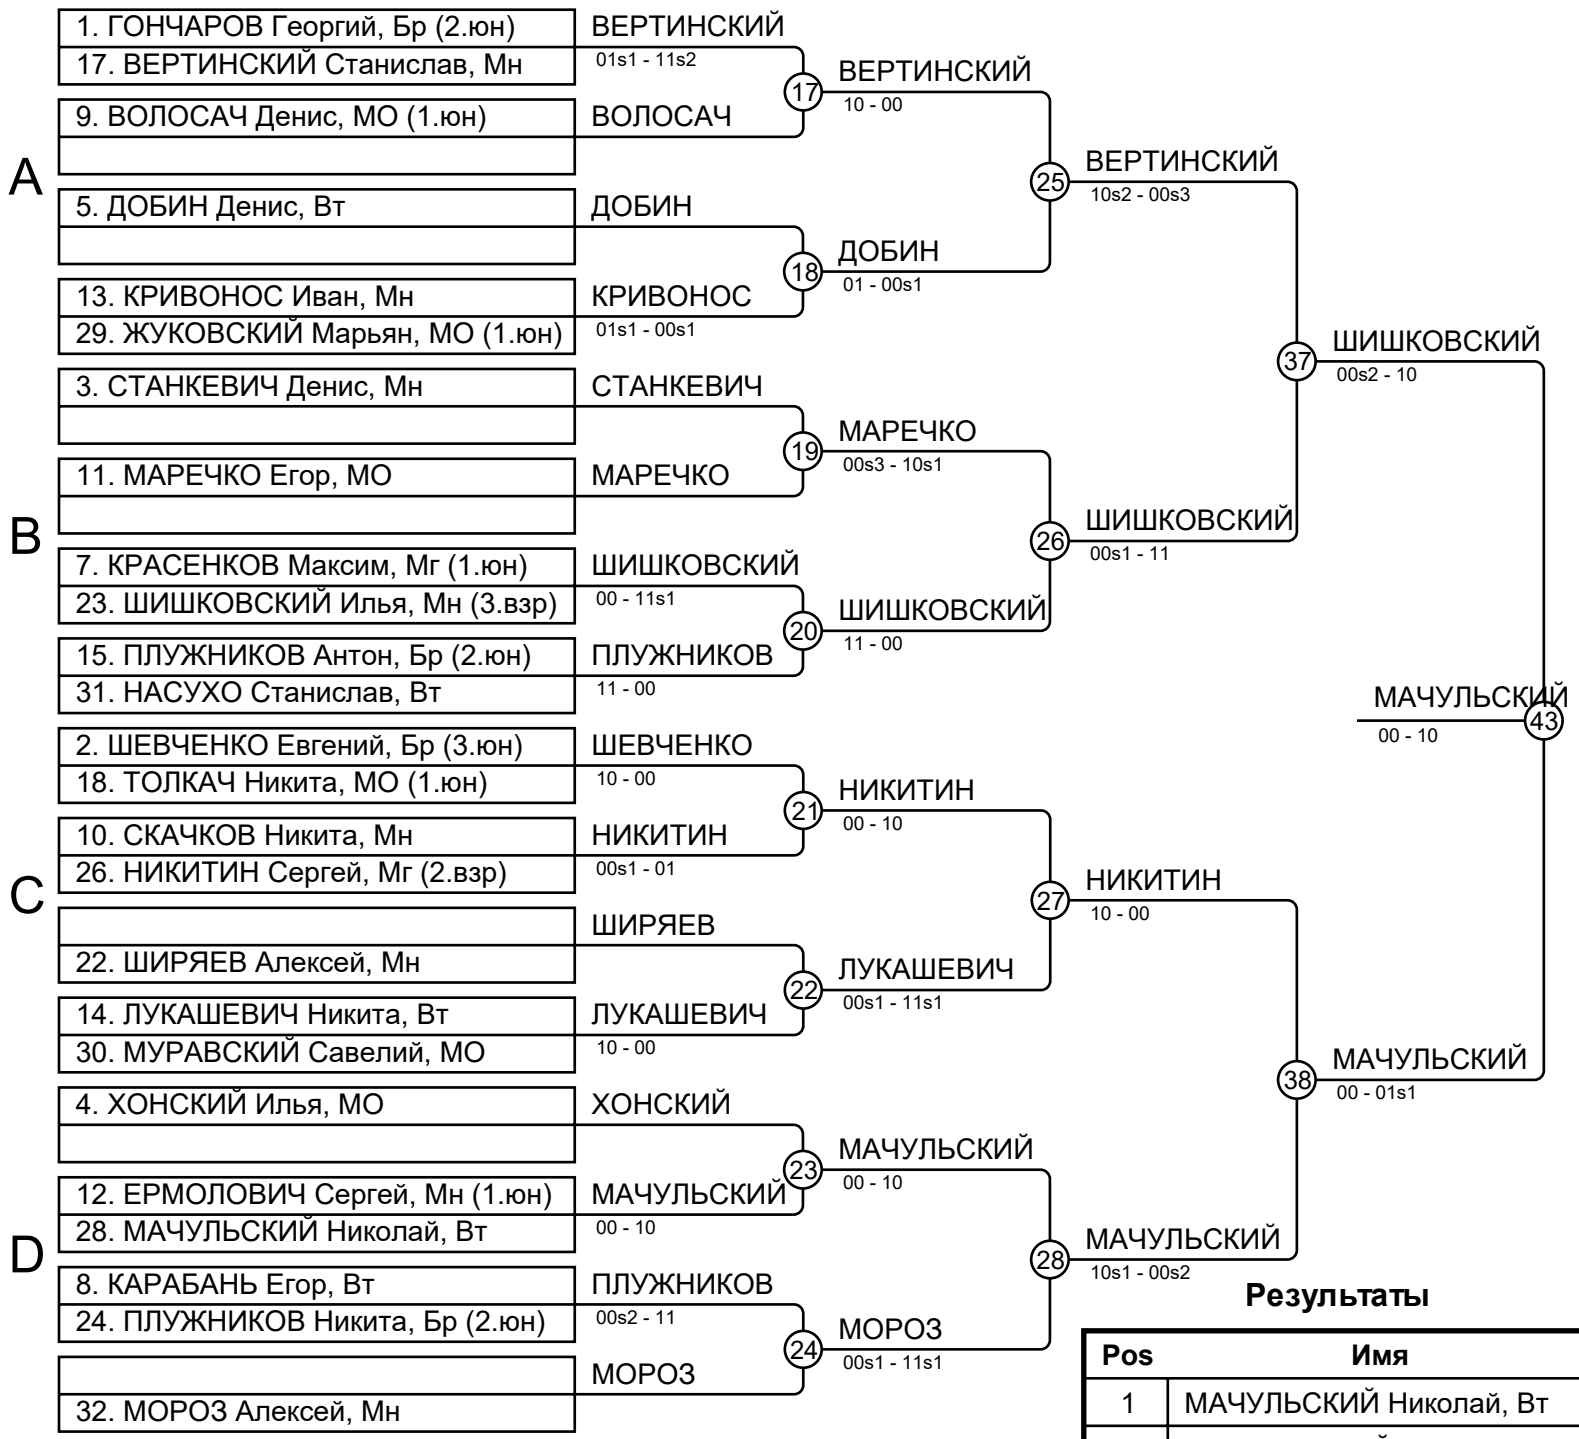 1. ГОНЧАРОВ Георгий, Бр (2.юн)
17. ВЕРТИНСКИЙ Станислав, Мн
9. ВОЛОСАЧ Денис, МО (1.юн)
A
5. ДОБИН Денис, Вт
13. КРИВОНОС Иван, Мн
29. ЖУКОВСКИЙ Марьян, МО (1.юн)
3. СТАНКЕВИЧ Денис, Мн
11. МАРЕЧКО Егор, МО
B
7. КРАСЕНКОВ Максим, Мг (1.юн)
23. ШИШКОВСКИЙ Илья, Мн (3.взр)
15. ПЛУЖНИКОВ Антон, Бр (2.юн)
31. НАСУХО Станислав, Вт
2. ШЕВЧЕНКО Евгений, Бр (3.юн)
18. ТОЛКАЧ Никита, МО (1.юн)
10. СКАЧКОВ Никита, Мн
26. НИКИТИН Сергей, Мг (2.взр)
C
22. ШИРЯЕВ Алексей, Мн
14. ЛУКАШЕВИЧ Никита, Вт
30. МУРАВСКИЙ Савелий, МО
4. ХОНСКИЙ Илья, МО
12. ЕРМОЛОВИЧ Сергей, Мн (1.юн)
28. МАЧУЛЬСКИЙ Николай, Вт
D
8. КАРАБАНЬ Егор, Вт
24. ПЛУЖНИКОВ Никита, Бр (2.юн)
32. МОРОЗ Алексей, Мн
ВЕРТИНСКИЙ
01s1 - 11s2
ВОЛОСАЧ
ДОБИН
КРИВОНОС
01s1 - 00s1
СТАНКЕВИЧ
МАРЕЧКО
ШИШКОВСКИЙ
00 - 11s1
ПЛУЖНИКОВ
11 - 00
ШЕВЧЕНКО
10 - 00
НИКИТИН
00s1 - 01
ШИРЯЕВ
ЛУКАШЕВИЧ
10 - 00
ХОНСКИЙ
МАЧУЛЬСКИЙ
00 - 10
ПЛУЖНИКОВ
00s2 - 11
МОРОЗ
17
ВЕРТИНСКИЙ
10 - 00
18
ДОБИН
01 - 00s1
19
МАРЕЧКО
00s3 - 10s1
20
ШИШКОВСКИЙ
11 - 00
21
НИКИТИН
00 - 10
22
ЛУКАШЕВИЧ
00s1 - 11s1
23
МАЧУЛЬСКИЙ
00 - 10
24
МОРОЗ
00s1 - 11s1
25
ВЕРТИНСКИЙ
10s2 - 00s3
26
ШИШКОВСКИЙ
00s1 - 11
27
НИКИТИН
10 - 00
28
МАЧУЛЬСКИЙ
10s1 - 00s2
37
ШИШКОВСКИЙ
00s2 - 10
38
МАЧУЛЬСКИЙ
00 - 01s1
МАЧУЛЬСКИЙ
43
00 - 10
Результаты
Pos Имя
1 МАЧУЛЬСКИЙ Николай, Вт